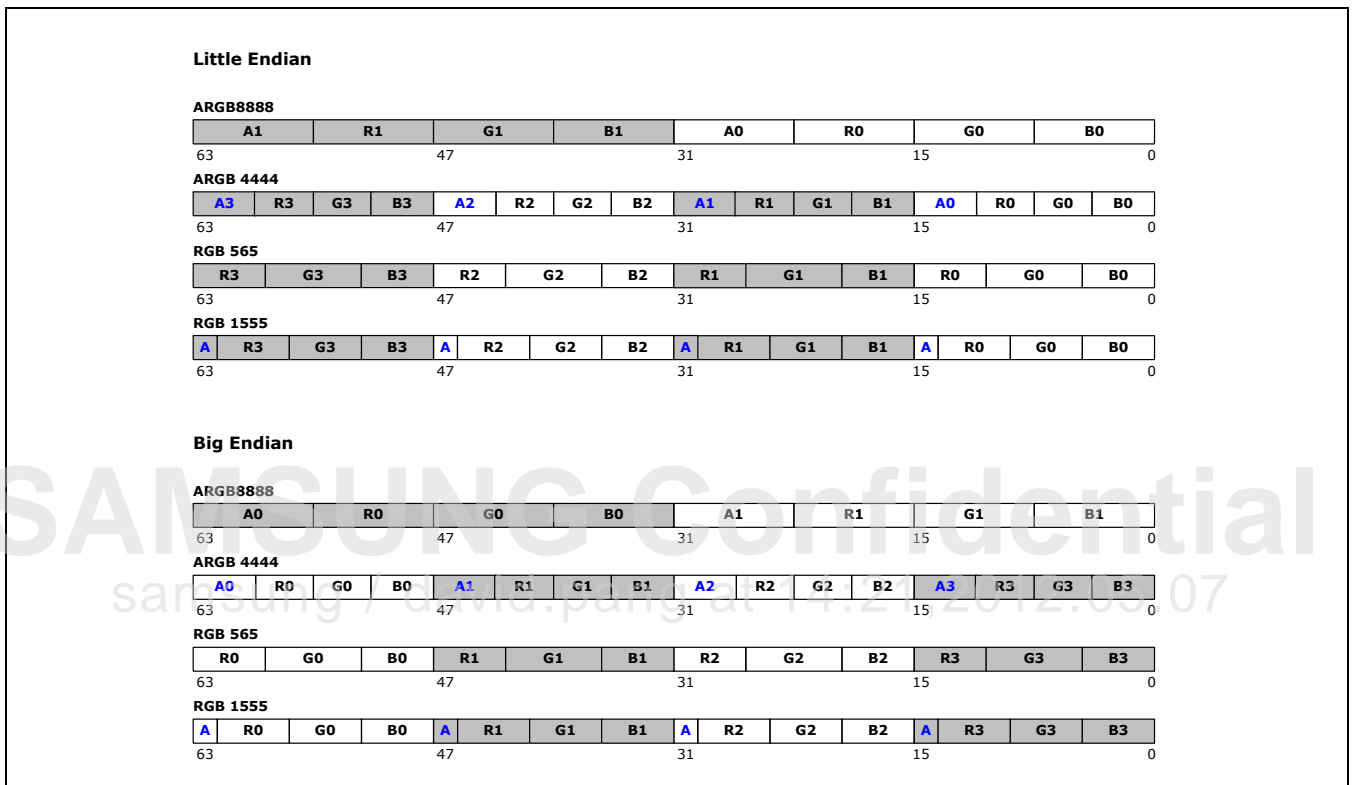 Little Endian
ARGB8888
A1 R1 G1 B1 A0 R0 G0 B0
63 47 31 15 0
ARGB 4444
A3 R3 G3 B3 A2 R2 G2 B2 A1 R1 G1 B1 A0 R0 G0 B0
63 47 31 15 0
RGB 565
R3 G3 B3 R2 G2 B2 R1 G1 B1 R0 G0 B0
63 47 31 15 0
RGB 1555
A R3 G3 B3 A R2 G2 B2 A R1 G1 B1 A R0 G0 B0
63 47 31 15 0
Big Endian
SAMSUNG Confidential
ARGB8888
A0 R0 G0 B0 A1 R1 G1 B1
63 47 31 15 0
ARGB 4444
A0 R0 G0 B0 A1 R1 G1 B1 A2 R2 G2 B2 A3 R3 G3 B3
samsung / david.pang at 14:21,2012.03.07
63 47 31 15 0
RGB 565
R0 G0 B0 R1 G1 B1 R2 G2 B2 R3 G3 B3
63 47 31 15 0
RGB 1555
A R0 G0 B0 A R1 G1 B1 A R2 G2 B2 A R3 G3 B3
63 47 31 15 0